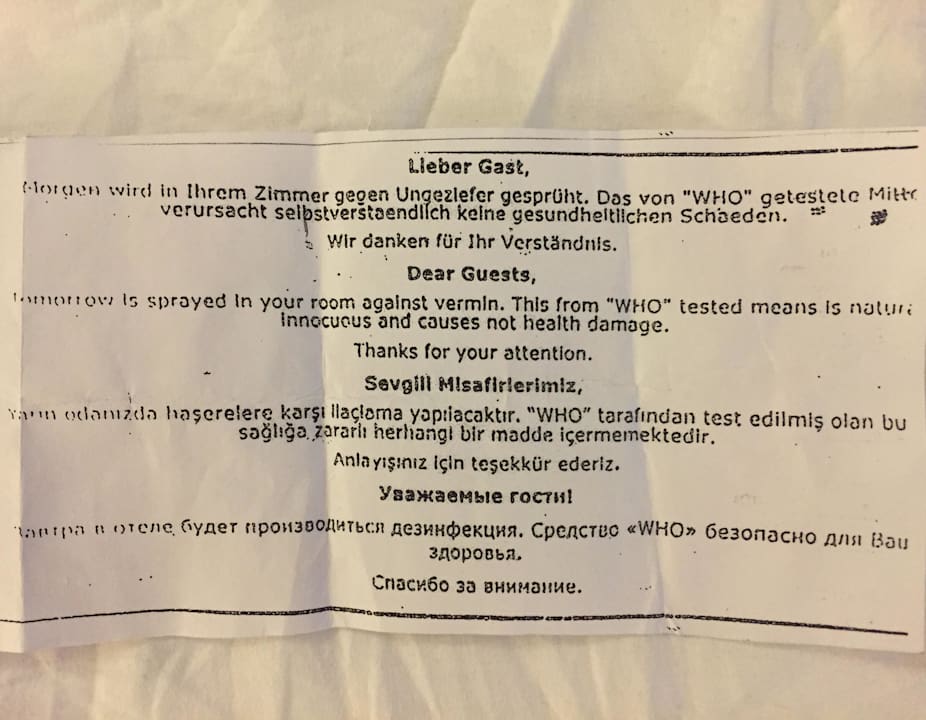 Lieber Gast,
Morgen wird in Ihrem Zimmer gegen Ungeziefer gesprüht. Das von "WHO" getestete
verursacht selbstverstaendlich keine gesundheitlichen Schaeden.
Wir danken für Ihr Verständnis.
Dear Guests,
Tomorrow is sprayed in your room against vermin. This from "WHO" tested means is
innocuous and causes not health damage.
Thanks for your attention.
Sevgili Misafirlerimiz,
Yarın odanızda haşerelere karşı ilaçlama yapılacaktır. "WHO" tarafından test edilmiş olan bu
sağlığa zararlı herhangi bir madde içermemektedir.
Anlayışınız için teşekkür ederiz.
Уважаемые гости!
в отеле будет производиться дезинфекция. Средство «WHO» безопасно для
здоровья.
Спасибо за внимание.